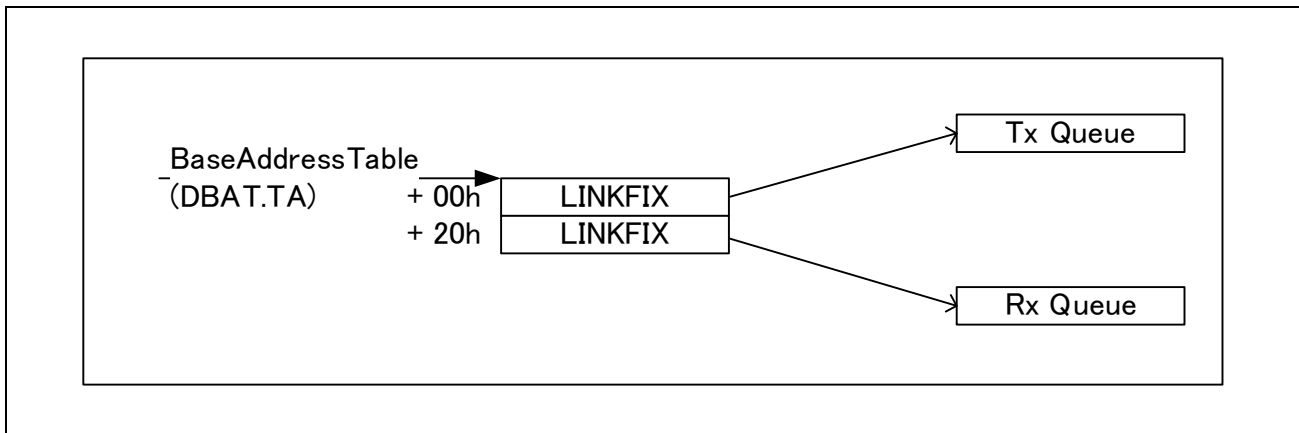 BaseAddressTable
(DBAT.TA)
+ 00h LINKFIX
+ 20h LINKFIX
Tx Queue
Rx Queue